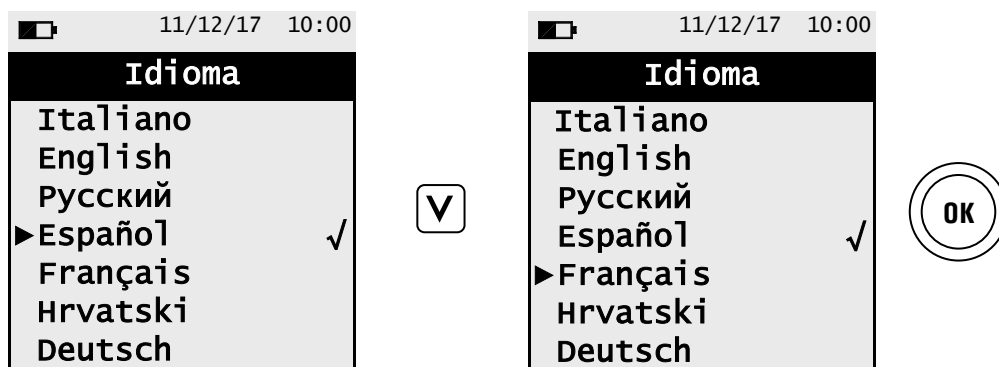 11/12/17 10:00
Idioma
Italiano
English
Русский
►Español √
Français
Hrvatski
Deutsch
V
11/12/17 10:00
Idioma
Italiano
English
Русский
Español √
►Français
Hrvatski
Deutsch
OK